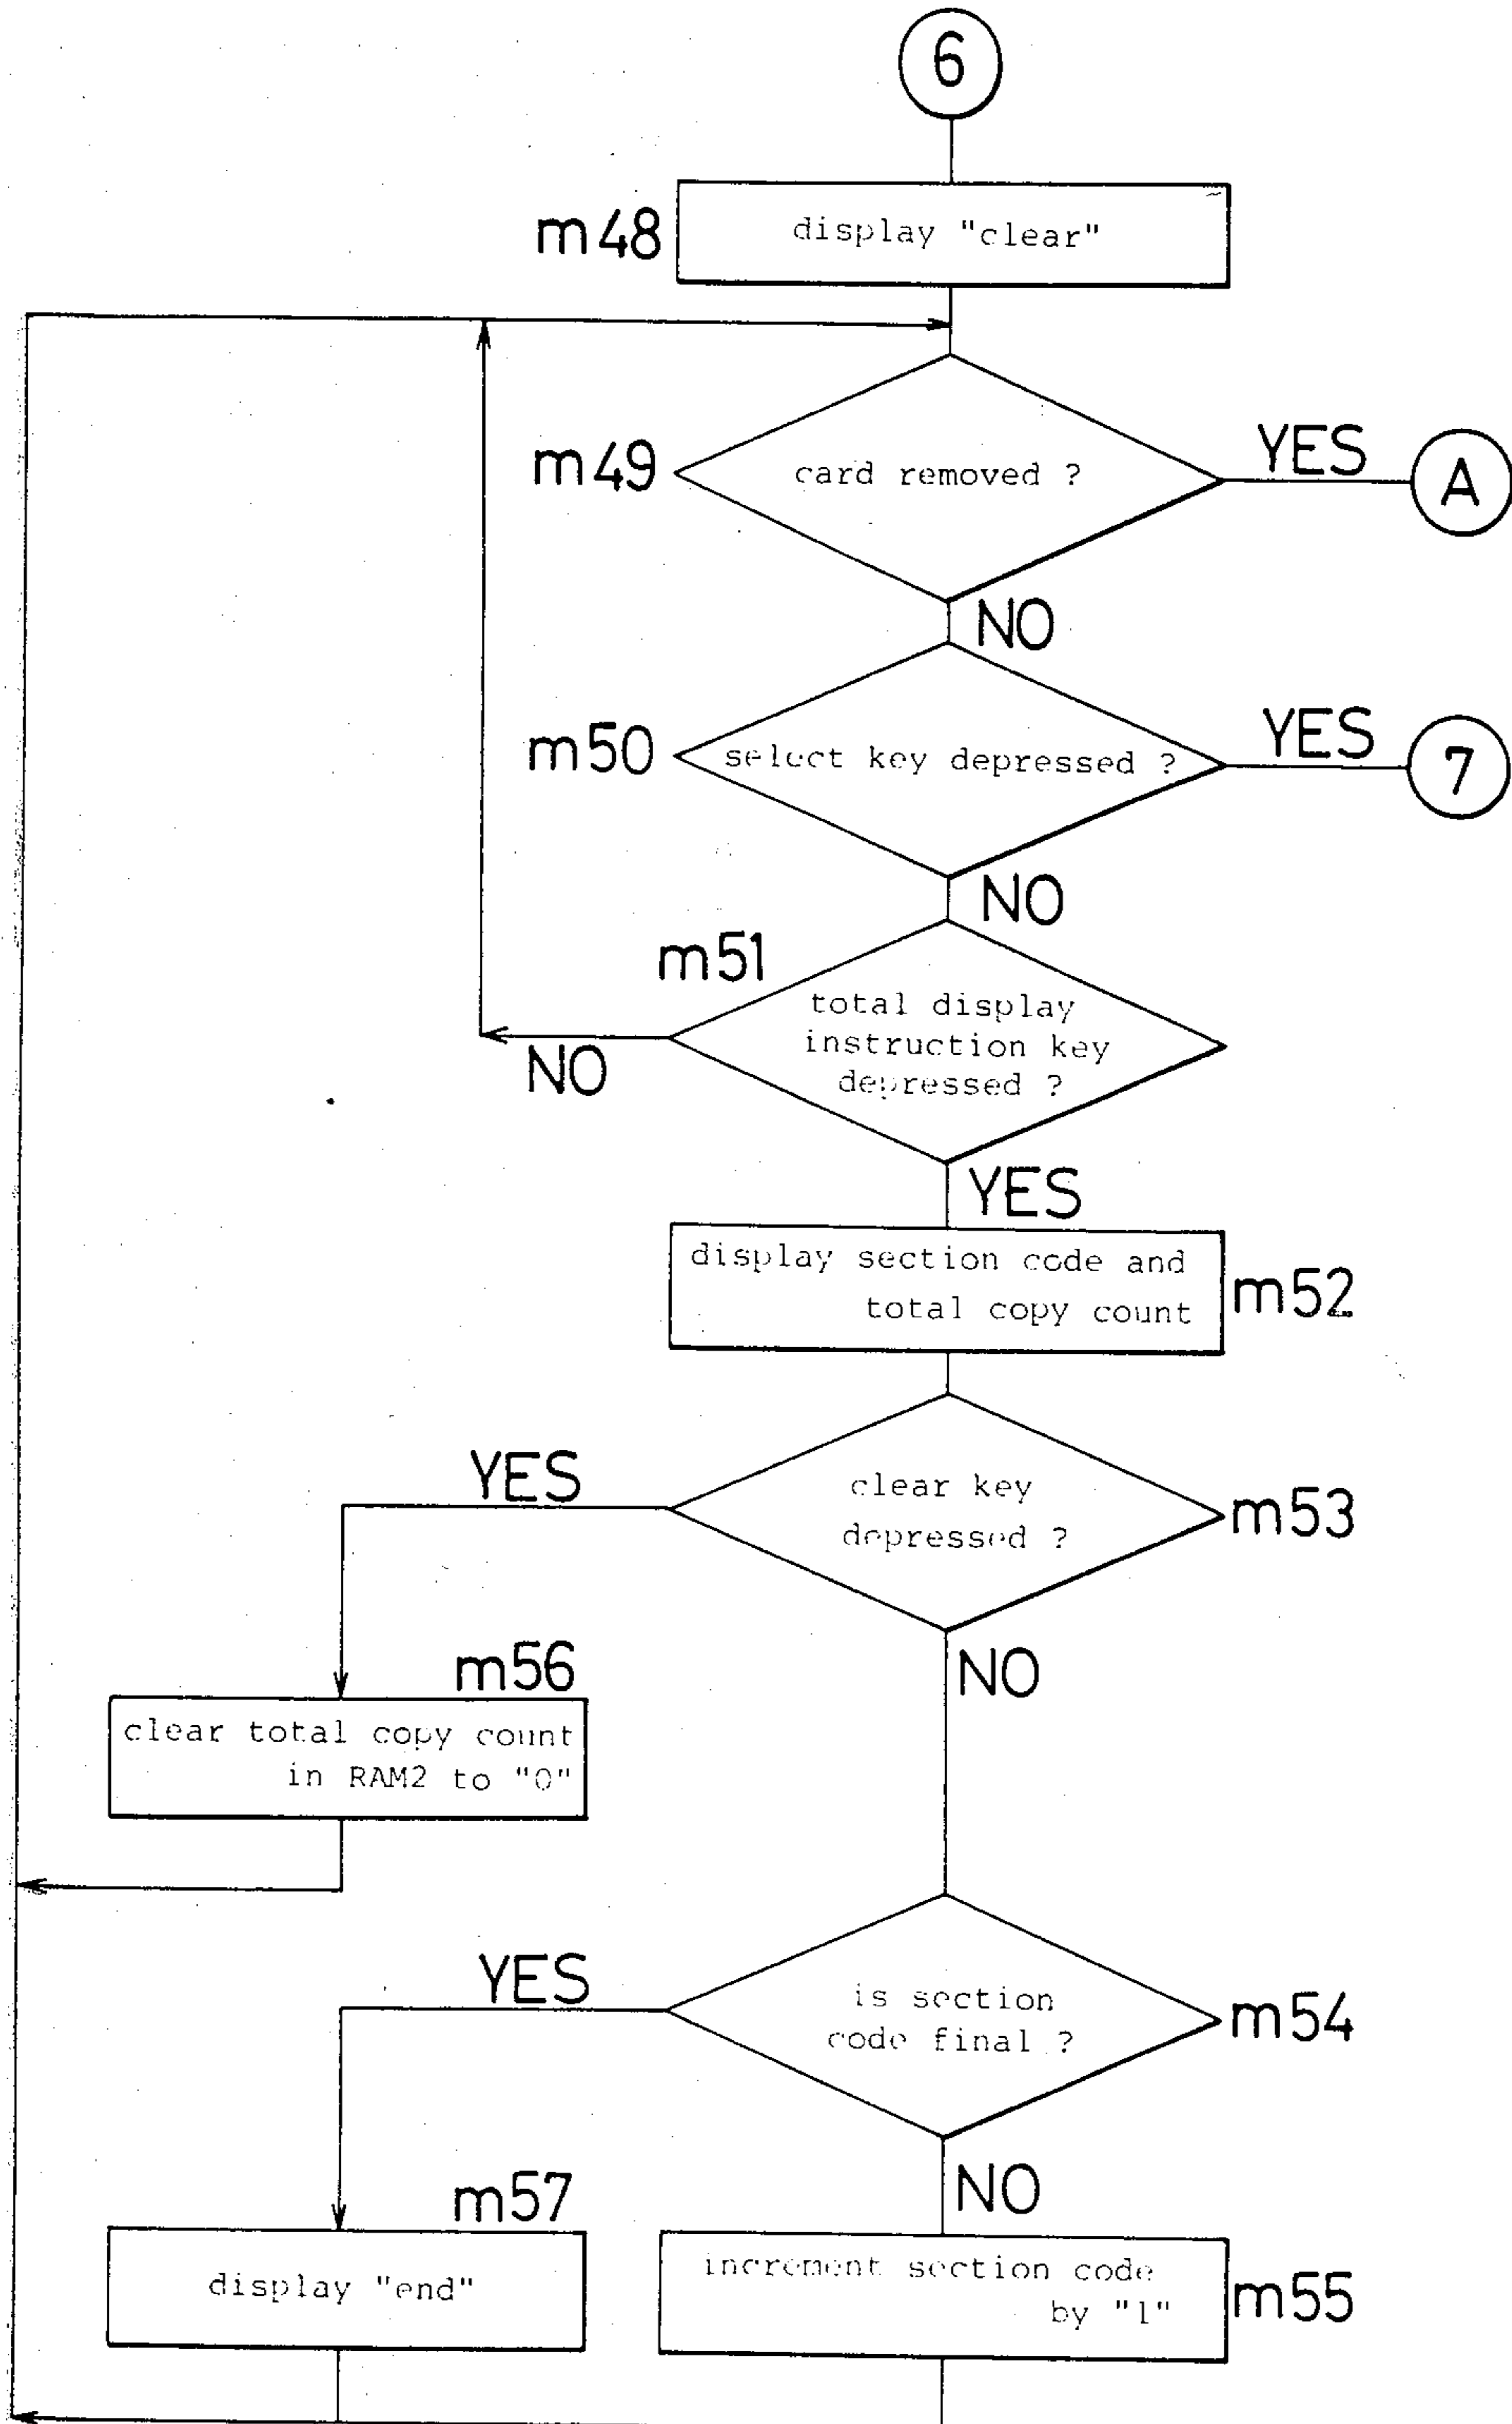 6
m48
display "clear"
m49
card removed ?
YES
A
NO
m50
select key depressed ?
YES
7
NO
m51
total display
instruction key
depressed ?
NO
YES
display section code and
total copy count
m52
YES
clear key
depressed ?
m53
NO
m56
clear total copy count
in RAM2 to "0"
YES
is section
code final ?
m54
NO
m57
display "end"
increment section code
by "1"
m55